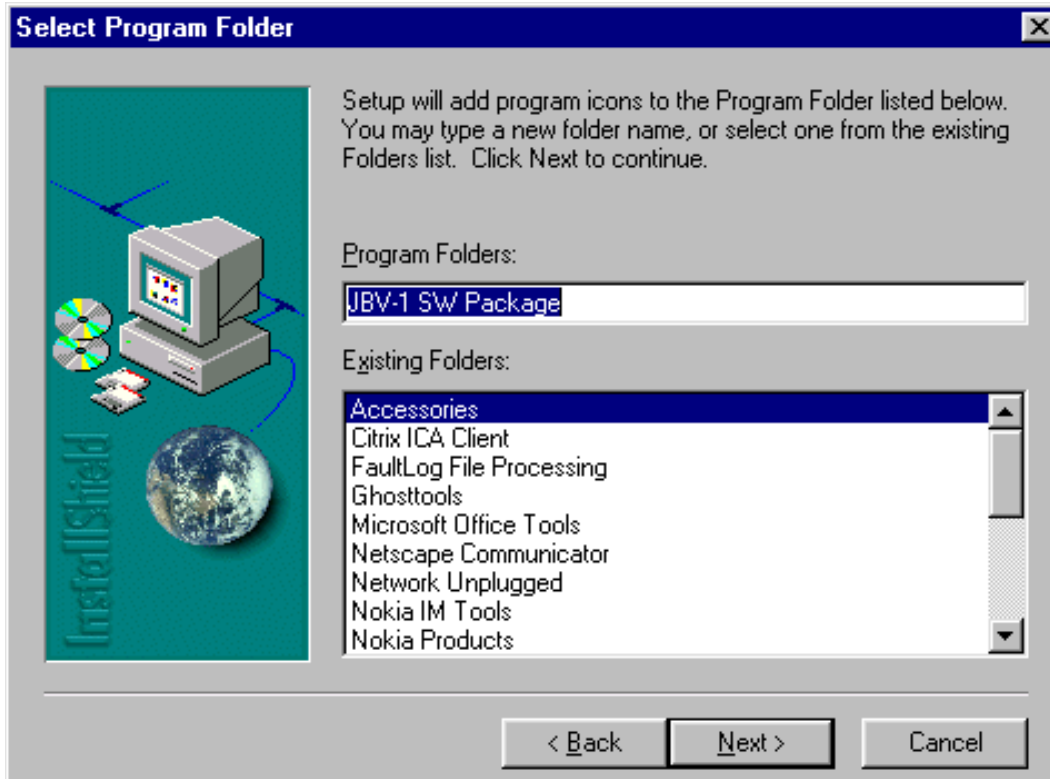 Select Program Folder
Setup will add program icons to the Program Folder listed below.
You may type a new folder name, or select one from the existing
Folders list. Click Next to continue.
Program Folders:
JBV-1 SW Package
Existing Folders:
Accessories
Citrix ICA Client
FaultLog File Processing
Ghosttools
Microsoft Office Tools
Netscape Communicator
Network Unplugged
Nokia IM Tools
Nokia Products
InstallShield
< Back
Next >
Cancel